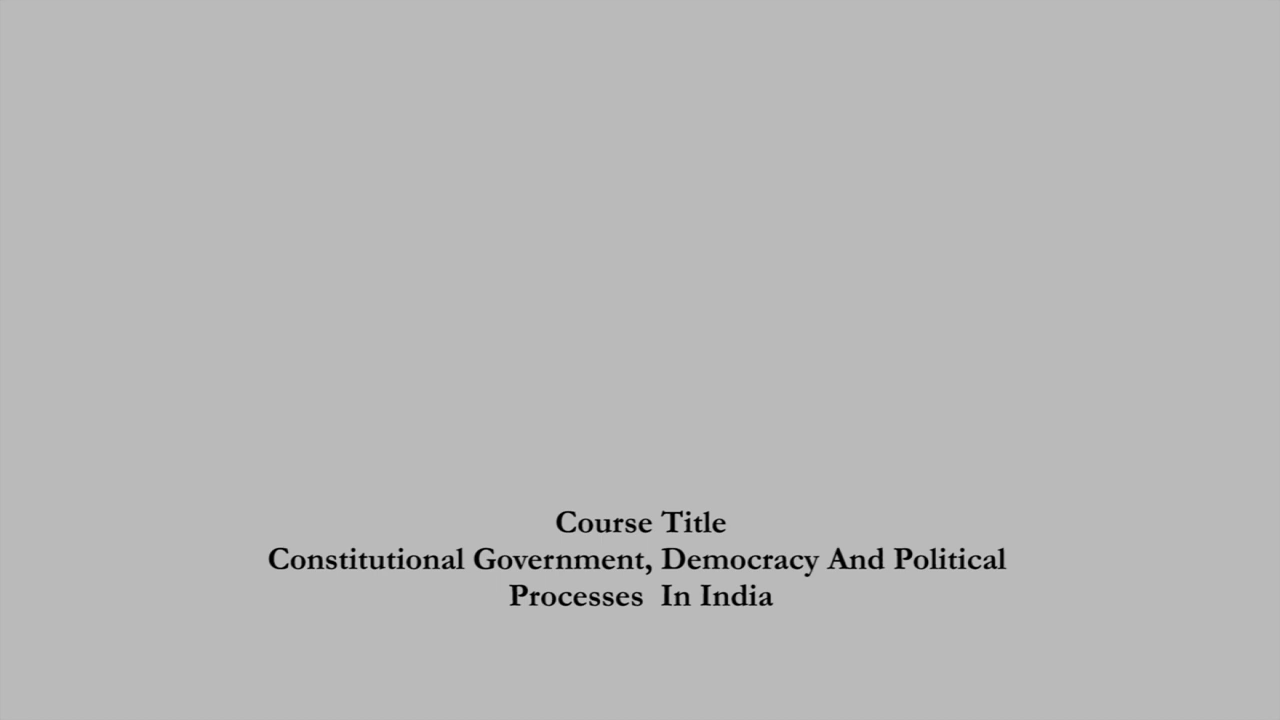 Course Title
Constitutional Government, Democracy And Political
Processes  In India